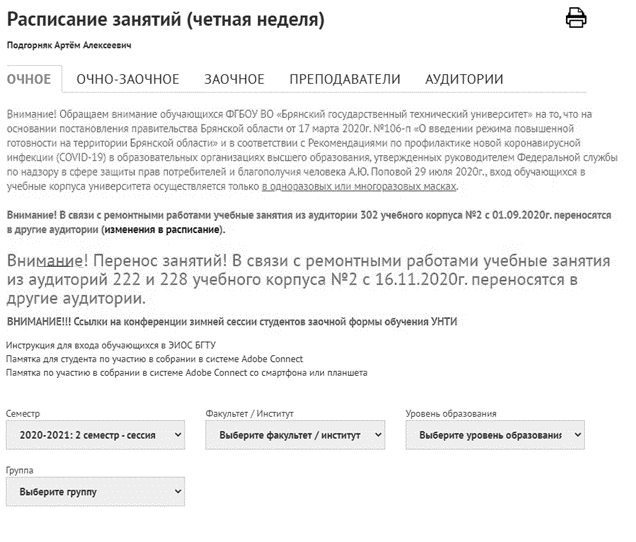 Расписание занятий (четная неделя)
Подгорняк Артём Алексеевич
ОЧНОЕ ОЧНО-ЗАОЧНОЕ ЗАОЧНОЕ ПРЕПОДАВАТЕЛИ АУДИТОРИИ
Внимание! Обращаем внимание обучающихся ФГБОУ ВО «Брянский государственный технический университет» на то, что на
основании постановления правительства Брянской области от 17 марта 2020г. №106-п «О введении режима повышенной
готовности на территории Брянской области» и в соответствии с Рекомендациями по профилактике новой коронавирусной
инфекции (COVID-19) в образовательных организациях высшего образования, утвержденных руководителем Федеральной службы
по надзору в сфере защиты прав потребителей и благополучия человека А.Ю. Поповой 29 июля 2020г., вход обучающихся в
учебные корпуса университета осуществляется только в одноразовых или многоразовых масках.
Внимание! В связи с ремонтными работами учебные занятия из аудитории 302 учебного корпуса №2 с 01.09.2020г. переносятся
в другие аудитории (изменения в расписание).
Внимание! Перенос занятий! В связи с ремонтными работами учебные занятия
из аудиторий 222 и 228 учебного корпуса №2 с 16.11.2020г. переносятся в
другие аудитории.
ВНИМАНИЕ!!! Ссылки на конференции зимней сессии студентов заочной формы обучения УНТИ
Инструкция для входа обучающихся в ЭИОС БГТУ
Памятка для студента по участию в собрании в системе Adobe Connect
Памятка по участию в собрании в системе Adobe Connect со смартфона или планшета
Семестр Факультет / Институт Уровень образования
2020-2021: 2 семестр - сессия Выберите факультет / институт Выберите уровень образования
Группа
Выберите группу